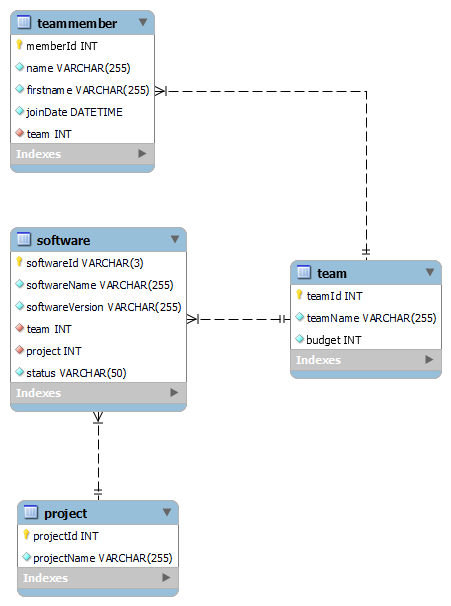 teammember
memberId INT
name VARCHAR(255)
firstname VARCHAR(255)
joinDate DATETIME
team INT
Indexes
software
softwareId VARCHAR(3)
softwareName VARCHAR(255)
softwareVersion VARCHAR(255)
team INT
project INT
status VARCHAR(50)
Indexes
team
teamId INT
teamName VARCHAR(255)
budget INT
Indexes
project
projectId INT
projectName VARCHAR(255)
Indexes